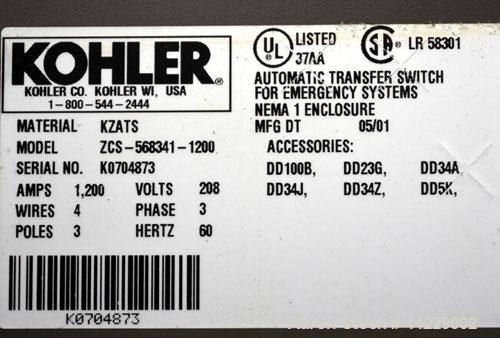 KOHLER®
KOHLER CO. KOHLER WI, USA
1-800-544-2444
MATERIAL KZATS
MODEL ZCS-568341-1200
SERIAL NO. K0704873
AMPS 1,200 VOLTS 208
WIRES 4 PHASE 3
POLES 3 HERTZ 60
K0704873
UL LISTED
37AA
SA LR 58301
AUTOMATIC TRANSFER SWITCH
FOR EMERGENCY SYSTEMS
NEMA 1 ENCLOSURE
MFG DT 05/01
ACCESSORIES:
DD100B, DD23G, DD34A
DD34J, DD34Z, DD5K,